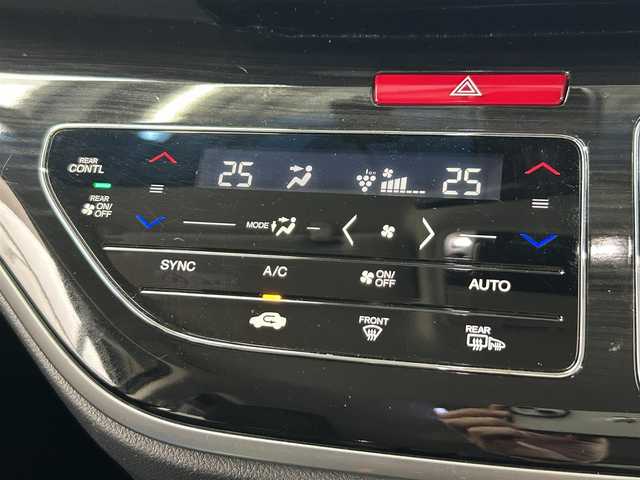 REAR
CONTL
25
25
REAR
ON/
OFF
MODE
SYNC
A/C
ON/
OFF
AUTO
FRONT
REAR